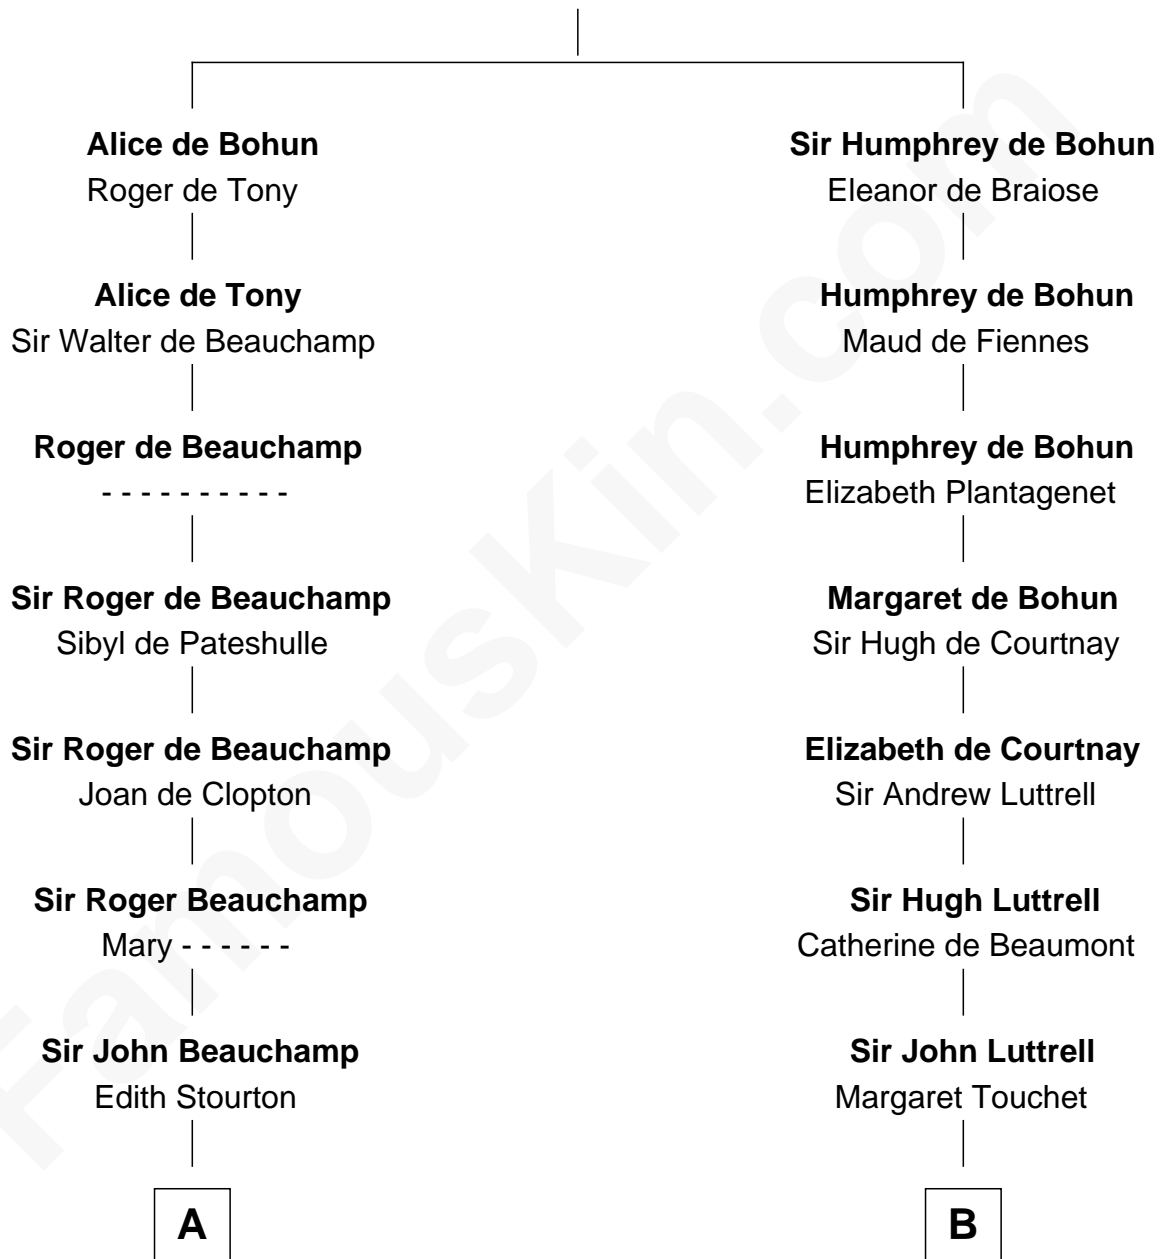 Alice de Bohun
Roger de Tony
Alice de Tony
Sir Walter de Beauchamp
Roger de Beauchamp
- - - - - - - - - -
Sir Roger de Beauchamp
Sibyl de Pateshulle
Sir Roger de Beauchamp
Joan de Clopton
Sir Roger Beauchamp
Mary - - - - - -
Sir John Beauchamp
Edith Stourton
A
Sir Humphrey de Bohun
Eleanor de Braiose
Humphrey de Bohun
Maud de Fiennes
Humphrey de Bohun
Elizabeth Plantagenet
Margaret de Bohun
Sir Hugh de Courtnay
Elizabeth de Courtnay
Sir Andrew Luttrell
Sir Hugh Luttrell
Catherine de Beaumont
Sir John Luttrell
Margaret Touchet
B
FamousKin.com